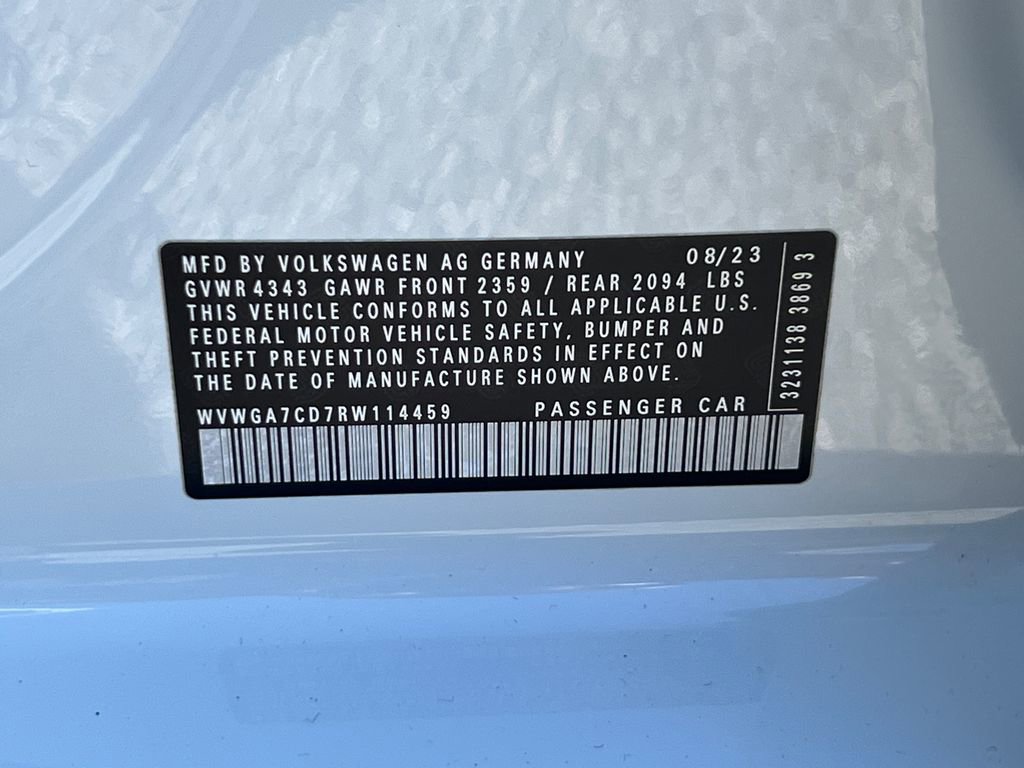 MFD BY VOLKSWAGEN AG GERMANY 08/23
GVWR 4343 GAWR FRONT 2359 / REAR 2094 LBS
THIS VEHICLE CONFORMS TO ALL APPLICABLE U.S.
FEDERAL MOTOR VEHICLE SAFETY, BUMPER AND
THEFT PREVENTION STANDARDS IN EFFECT ON
THE DATE OF MANUFACTURE SHOWN ABOVE.
WVWGA7CD7RW114459 PASSENGER CAR
3231138 3869 3